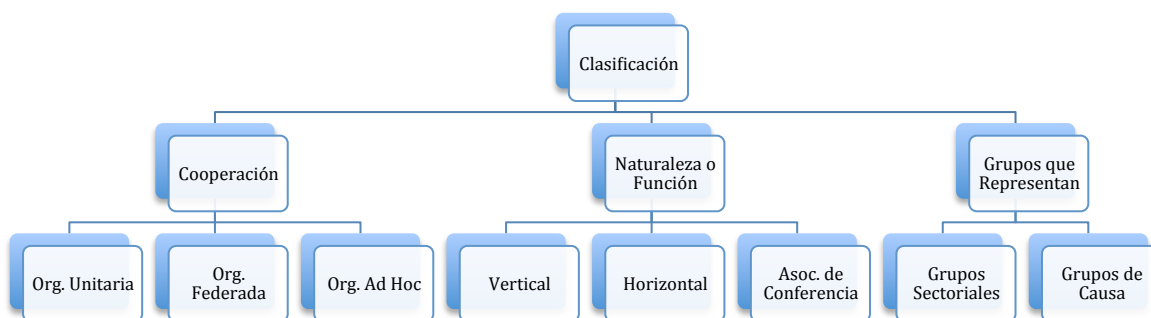 Clasificación
Cooperación
Naturaleza o
Función
Grupos que
Representan
Org. Unitaria
Org.
Federada
Org. Ad Hoc
Vertical
Horizontal
Asoc. de
Conferencia
Grupos
Sectoriales
Grupos de
Causa